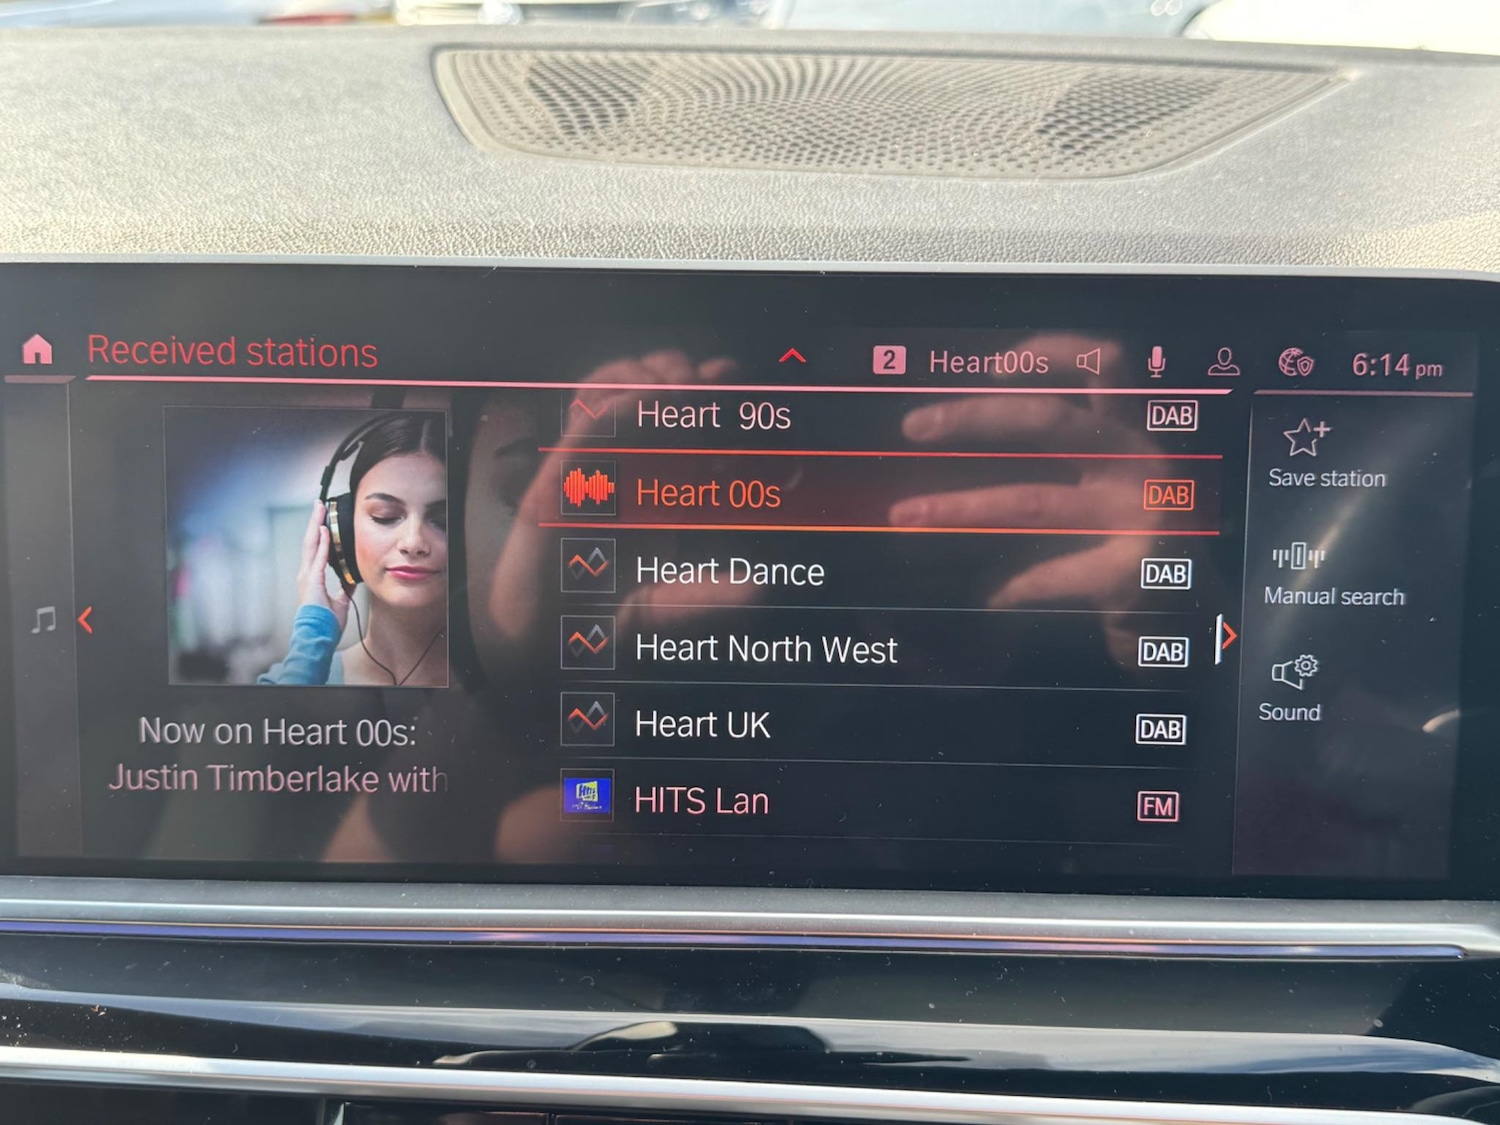 Received stations
2 Heart00s 6:14 pm
Heart 90s DAB
Heart 00s DAB
Heart Dance DAB
Heart North West DAB
Heart UK DAB
HITS Lan FM
Now on Heart 00s:
Justin Timberlake with
Save station
Manual search
Sound